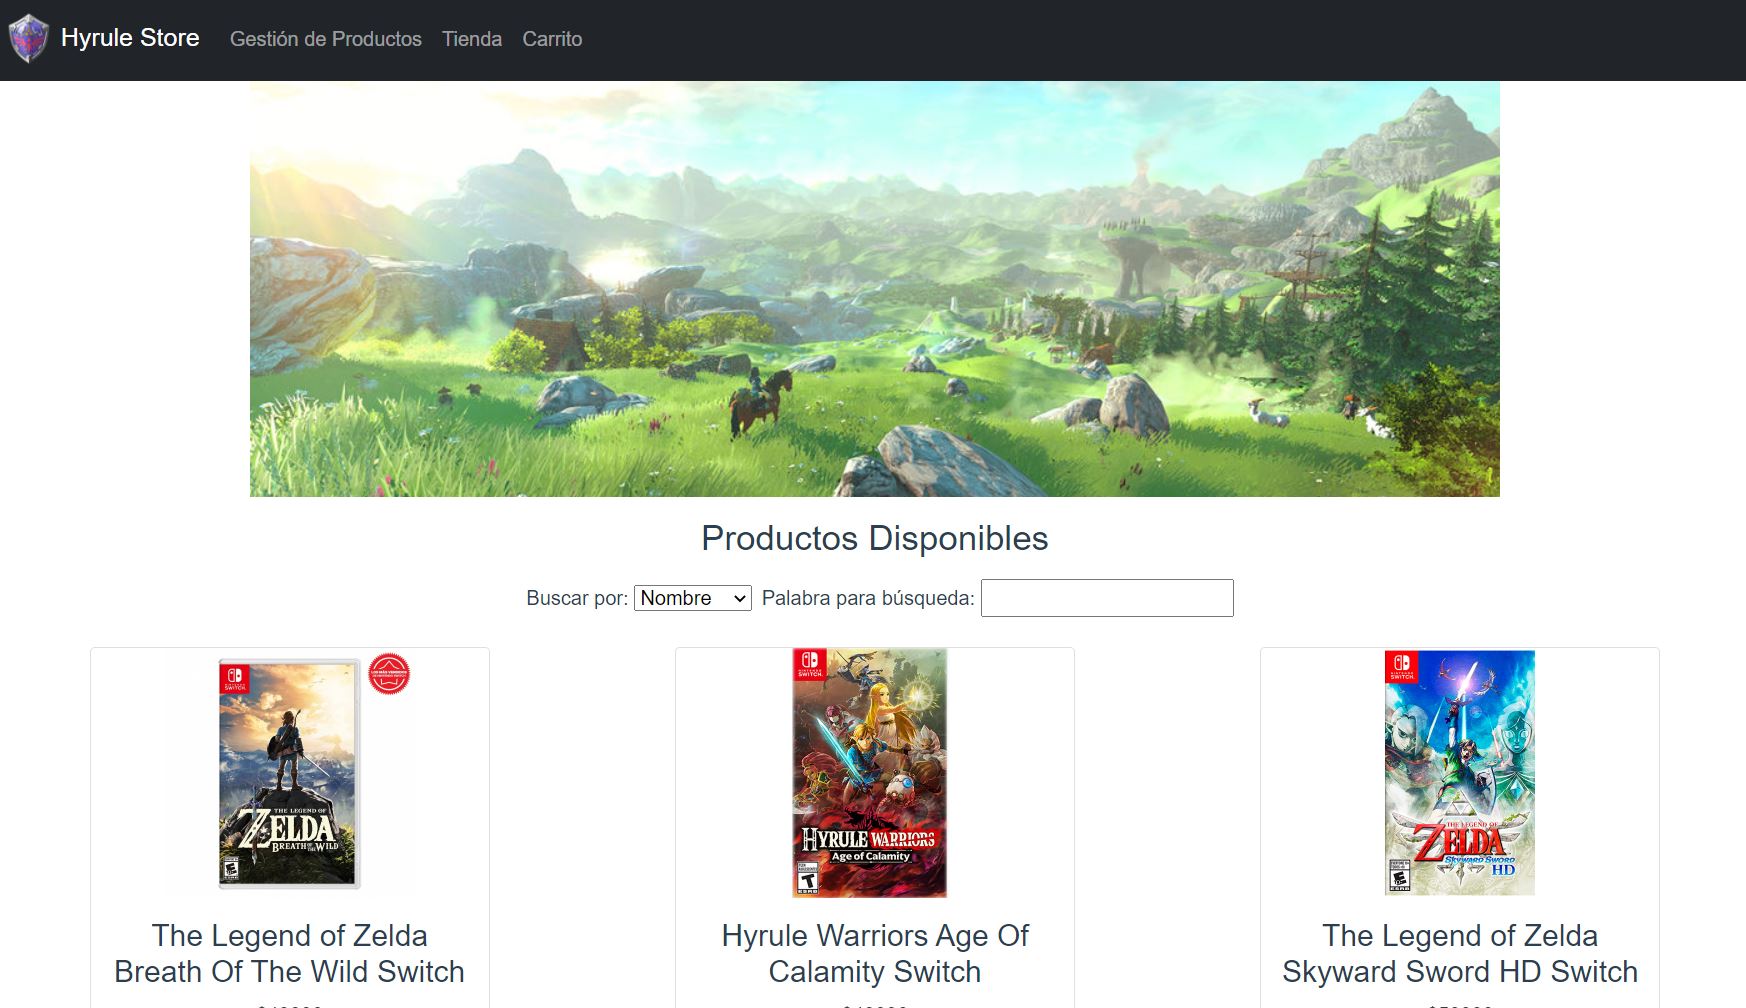 Hyrule Store
Gestión de Productos
Tienda
Carrito
Productos Disponibles
Buscar por:
Nombre
Palabra para búsqueda:
NINTENDO
SWITCH
THE LEGEND OF
ZELDA
BREATH OF THE WILD
E
NINTENDO
SWITCH
HYRULE WARRIORS
Age of Calamity
T
ESRB
NINTENDO
SWITCH
THE LEGEND OF
ZELDA
SKYWARD SWORD
HD
E
ESRB
The Legend of Zelda
Breath Of The Wild Switch
Hyrule Warriors Age Of
Calamity Switch
The Legend of Zelda
Skyward Sword HD Switch